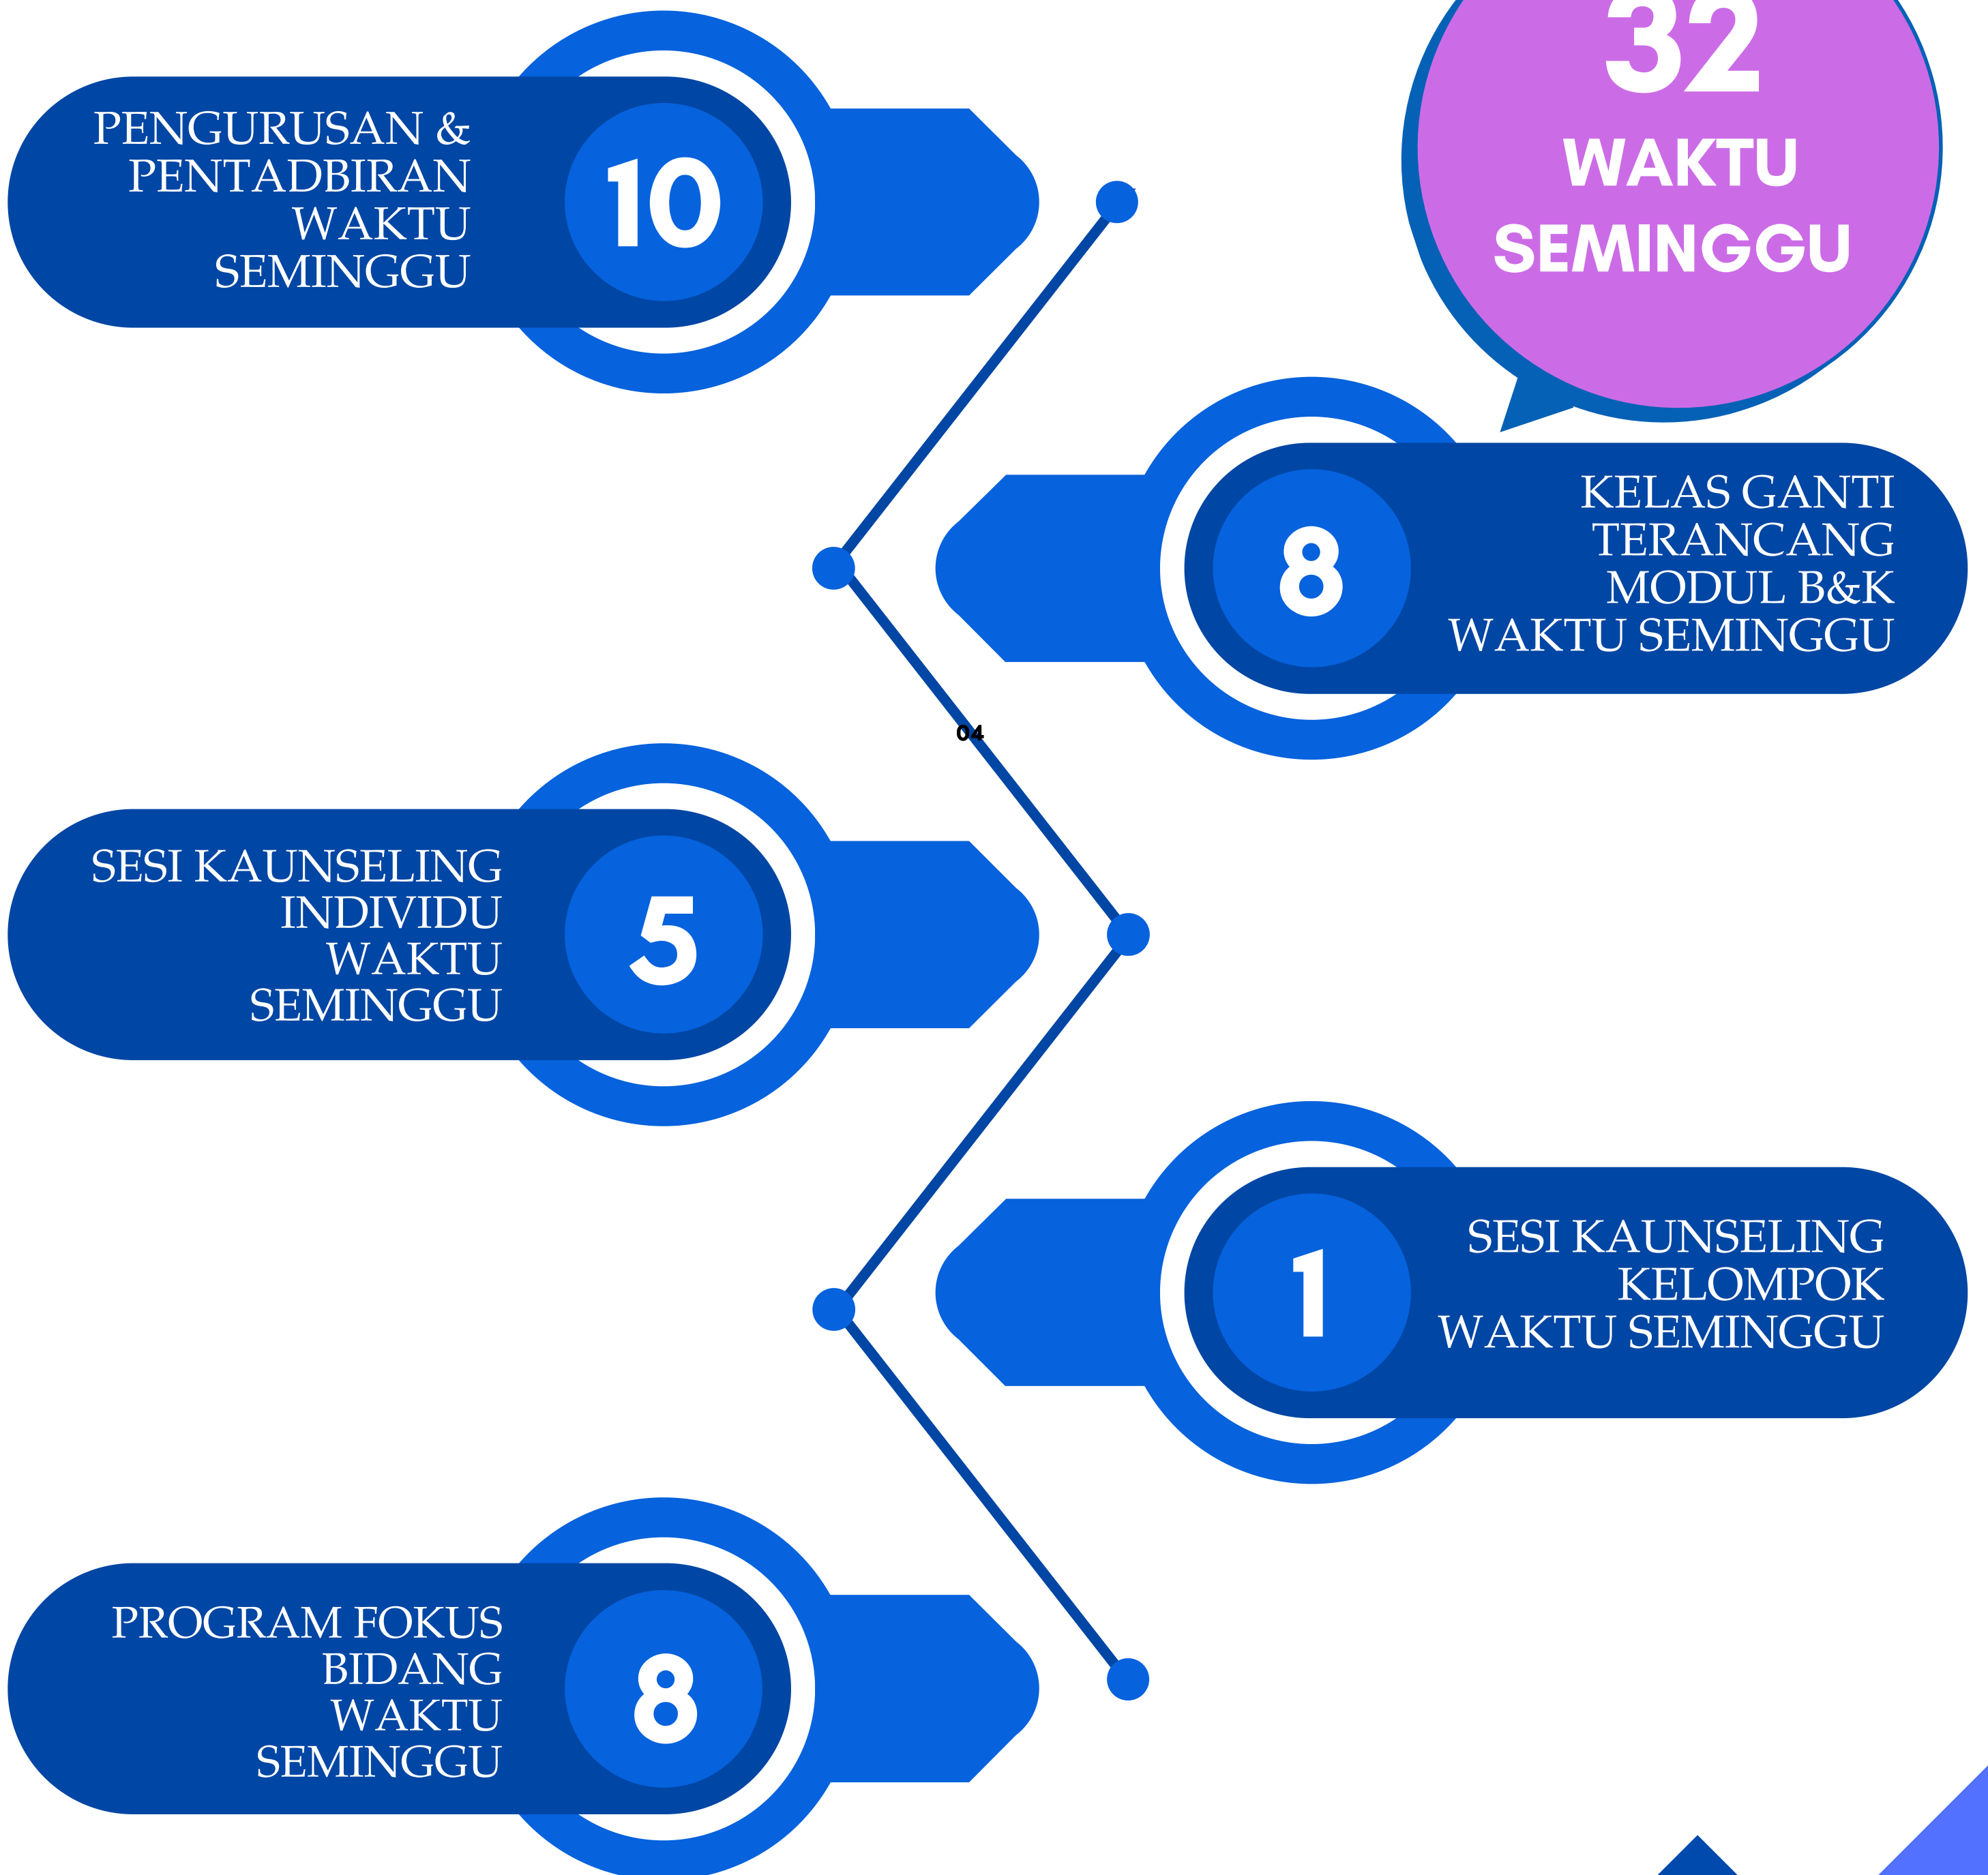 32
WAKTU
SEMINGGU
PENGURUSAN &
PENTADBIRAN
WAKTU
SEMINGGU
10
8
KELAS GANTI
TERANCANG
MODUL B&K
WAKTU SEMINGGU
04
SESI KAUNSELING
INDIVIDU
WAKTU
SEMINGGU
5
1
SESI KAUNSELING
KELOMPOK
WAKTU SEMINGGU
PROGRAM FOKUS
BIDANG
WAKTU
SEMINGGU
8